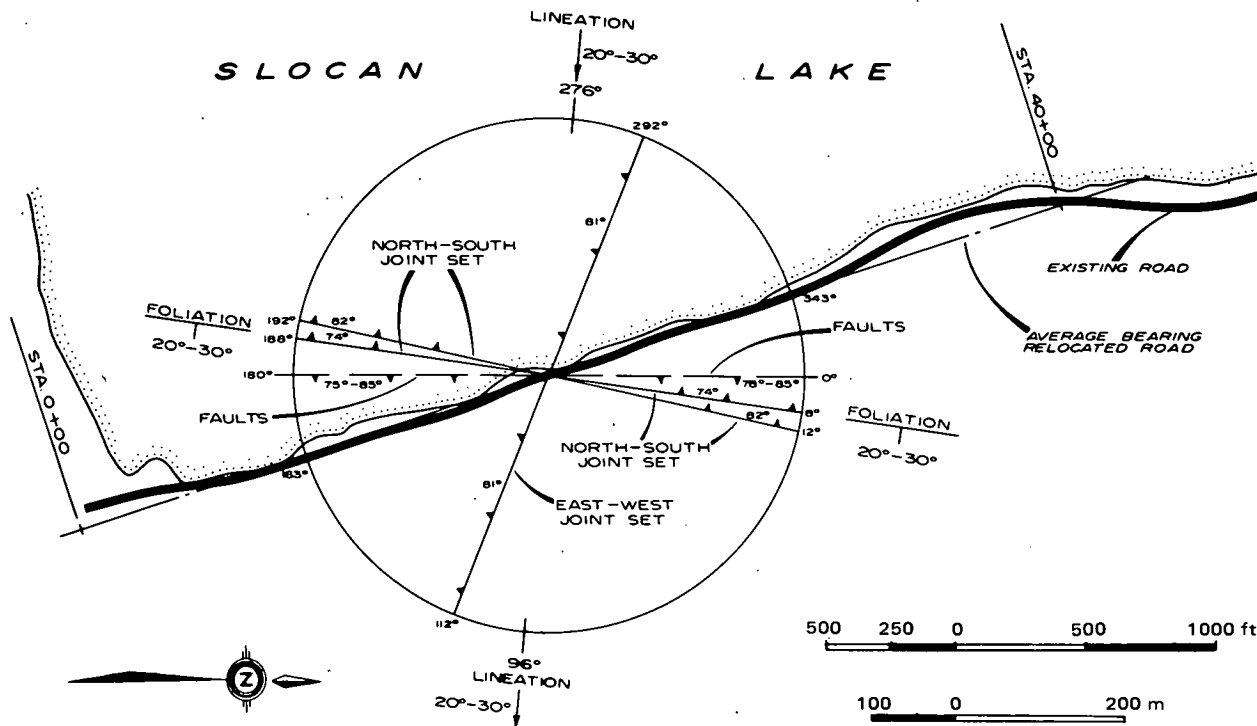 LINEATION
20°-30°
276°
SLOCAN LAKE
STA. 40+00
292°
81°
NORTH-SOUTH
JOINT SET
EXISTING ROAD
FOLIATION
20°-30°
192°
82°
188°
74°
343°
FAULTS
AVERAGE BEARING
RELOCATED ROAD
180°
75°-85°
78°-85°
0°
STA 0+00
FAULTS
74°
8°
82°
12°
FOLIATION
20°-30°
NORTH-SOUTH
JOINT SET
183°
81°
EAST-WEST
JOINT SET
112°
96°
LINEATION
20°-30°
Z
500 250 0 500 1000 ft
100 0 200 m